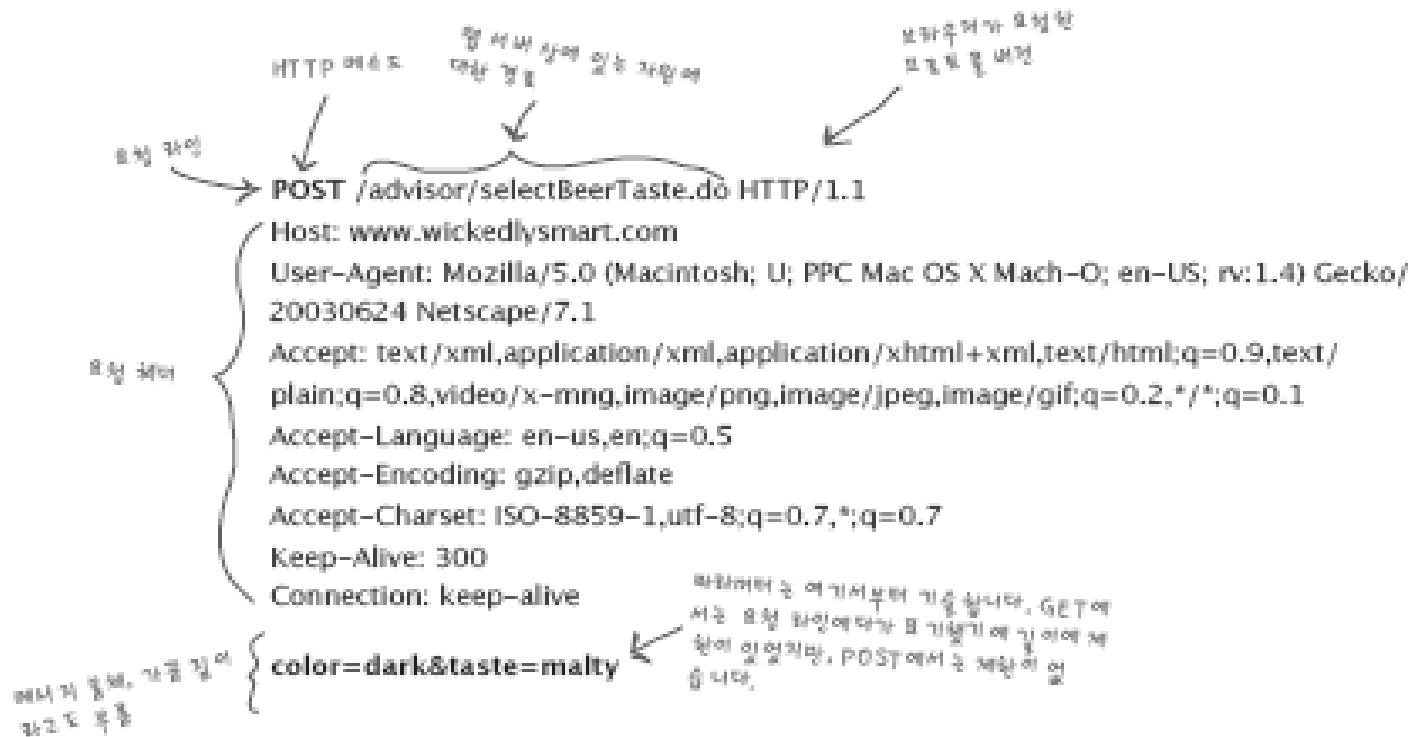 HTTP 메소드
웹 서버 상에 있는 자원에
대한 경로
브라우저가 요청한
프로토콜 버전
요청 라인
POST /advisor/selectBeerTaste.do HTTP/1.1
Host: www.wickedlysmart.com
User-Agent: Mozilla/5.0 (Macintosh; U; PPC Mac OS X Mach-O; en-US; rv:1.4) Gecko/
20030624 Netscape/7.1
Accept: text/xml,application/xml,application/xhtml+xml,text/html;q=0.9,text/
plain;q=0.8,video/x-mng,image/png,image/jpeg,image/gif;q=0.2,*/*;q=0.1
Accept-Language: en-us,en;q=0.5
Accept-Encoding: gzip,deflate
Accept-Charset: ISO-8859-1,utf-8;q=0.7,*;q=0.7
Keep-Alive: 300
Connection: keep-alive
요청 헤더
파라미터는 여기서부터 기술합니다. GET에
서는 요청 라인에다가 표기했기에 길이에 제
한이 있었지만, POST에서는 제한이 없
습니다.
color=dark&taste=malty
메시지 몸체, 가끔 짐이
라고도 부름